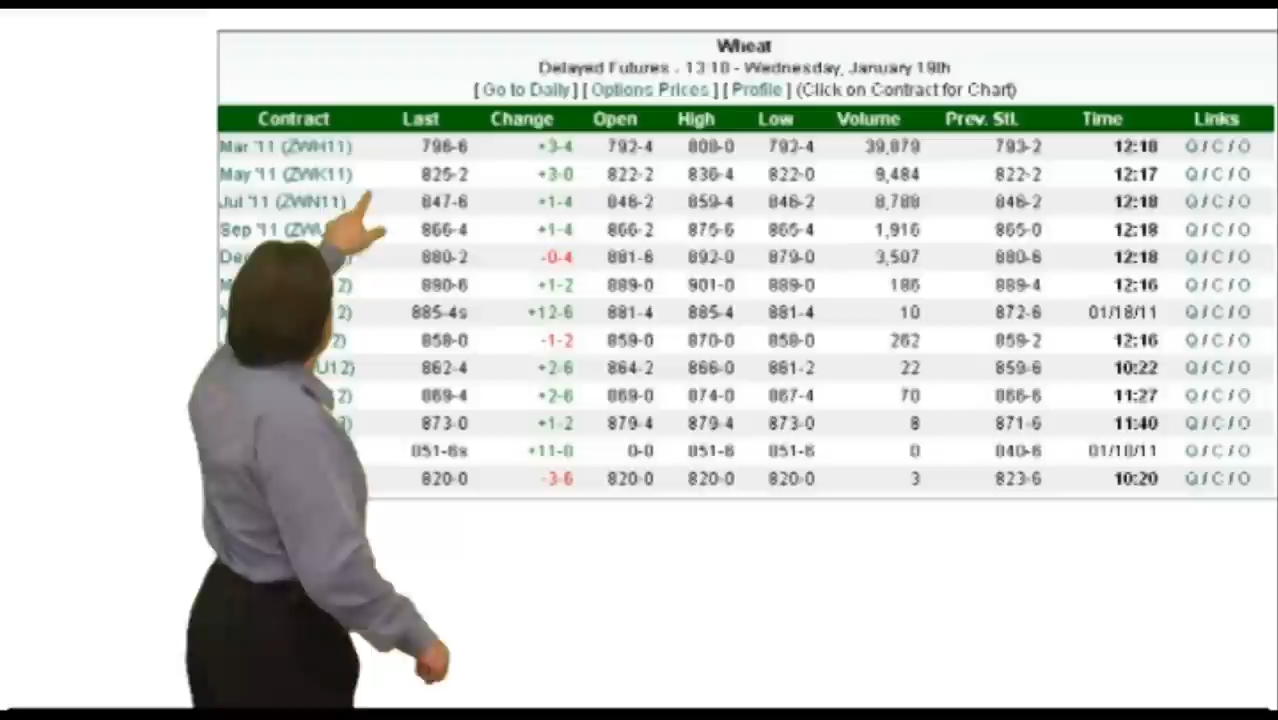 Wheat
Delayed Futures - 13:18 - Wednesday, January 19th
[ Go to Daily ] [ Options Prices ] [ Profile ] (Click on Contract for Chart)
Contract Last Change Open High Low Volume Prev. Stl. Time Links
Mar '11 (ZWH11) 796-6 +3-4 792-4 808-0 792-4 39,879 793-2 12:18 Q / C / O
May '11 (ZWK11) 825-2 +3-0 822-2 836-4 822-0 9,484 822-2 12:17 Q / C / O
Jul '11 (ZWN11) 847-6 +1-4 846-2 859-4 846-2 8,788 846-2 12:18 Q / C / O
Sep '11 866-4 +1-4 866-2 875-6 865-4 1,916 865-0 12:18 Q / C / O
880-2 -0-4 881-6 892-0 879-0 3,507 880-6 12:18 Q / C / O
2) 890-6 +1-2 889-0 901-0 889-0 186 889-4 12:16 Q / C / O
2) 885-4s +12-6 881-4 885-4 881-4 10 872-6 01/18/11 Q / C / O
2) 858-0 -1-2 859-0 870-0 858-0 262 859-2 12:16 Q / C / O
U12) 862-4 +2-6 864-2 866-0 861-2 22 859-6 10:22 Q / C / O
2) 869-4 +2-6 869-0 874-0 867-4 70 866-6 11:27 Q / C / O
873-0 +1-2 879-4 879-4 873-0 8 871-6 11:40 Q / C / O
851-6s +11-0 0-0 851-6 851-6 0 840-6 01/18/11 Q / C / O
820-0 -3-6 820-0 820-0 820-0 3 823-6 10:20 Q / C / O